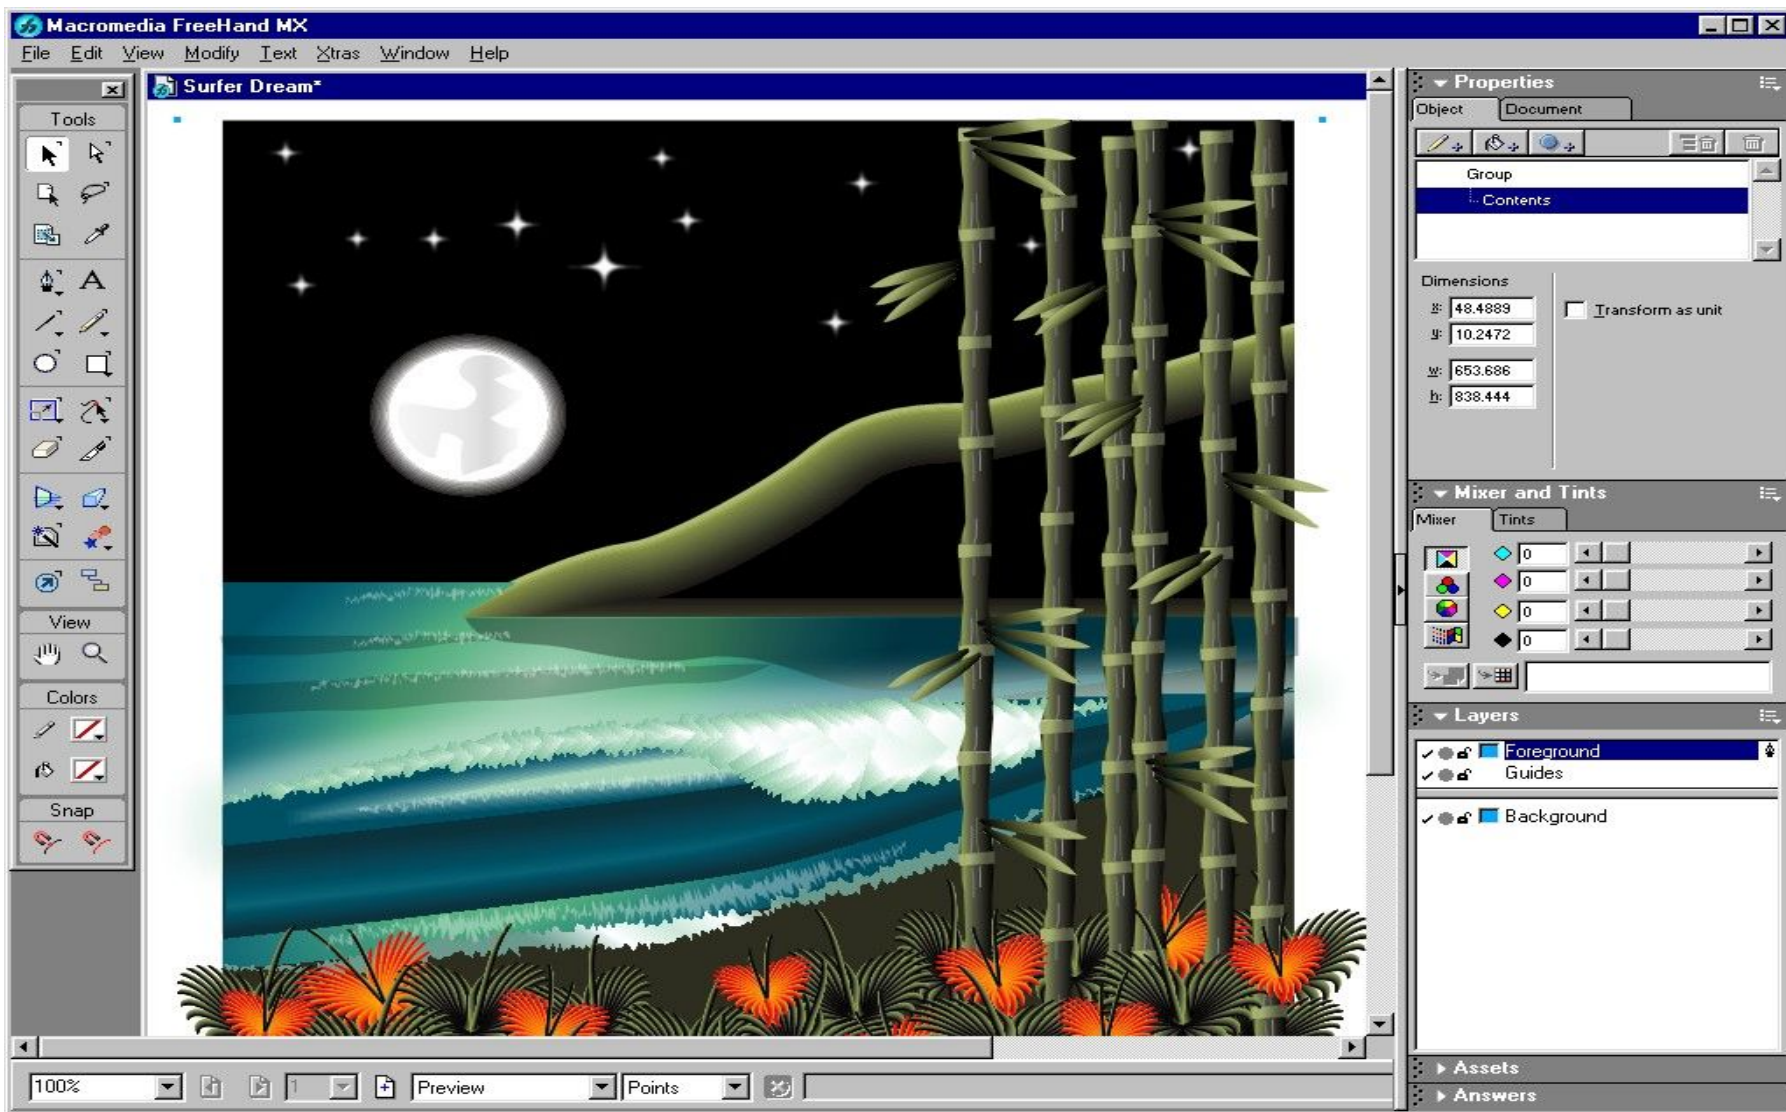 Macromedia FreeHand MX
File Edit View Modify Text Xtras Window Help
Surfer Dream*
Tools
A
View
Colors
Snap
Properties
Object Document
Group
Contents
Dimensions
x: 48.4889
Transform as unit
y: 10.2472
w: 653.686
h: 838.444
Mixer and Tints
Mixer Tints
0
0
0
0
Layers
Foreground
Guides
Background
Assets
Answers
100% 1 Preview Points